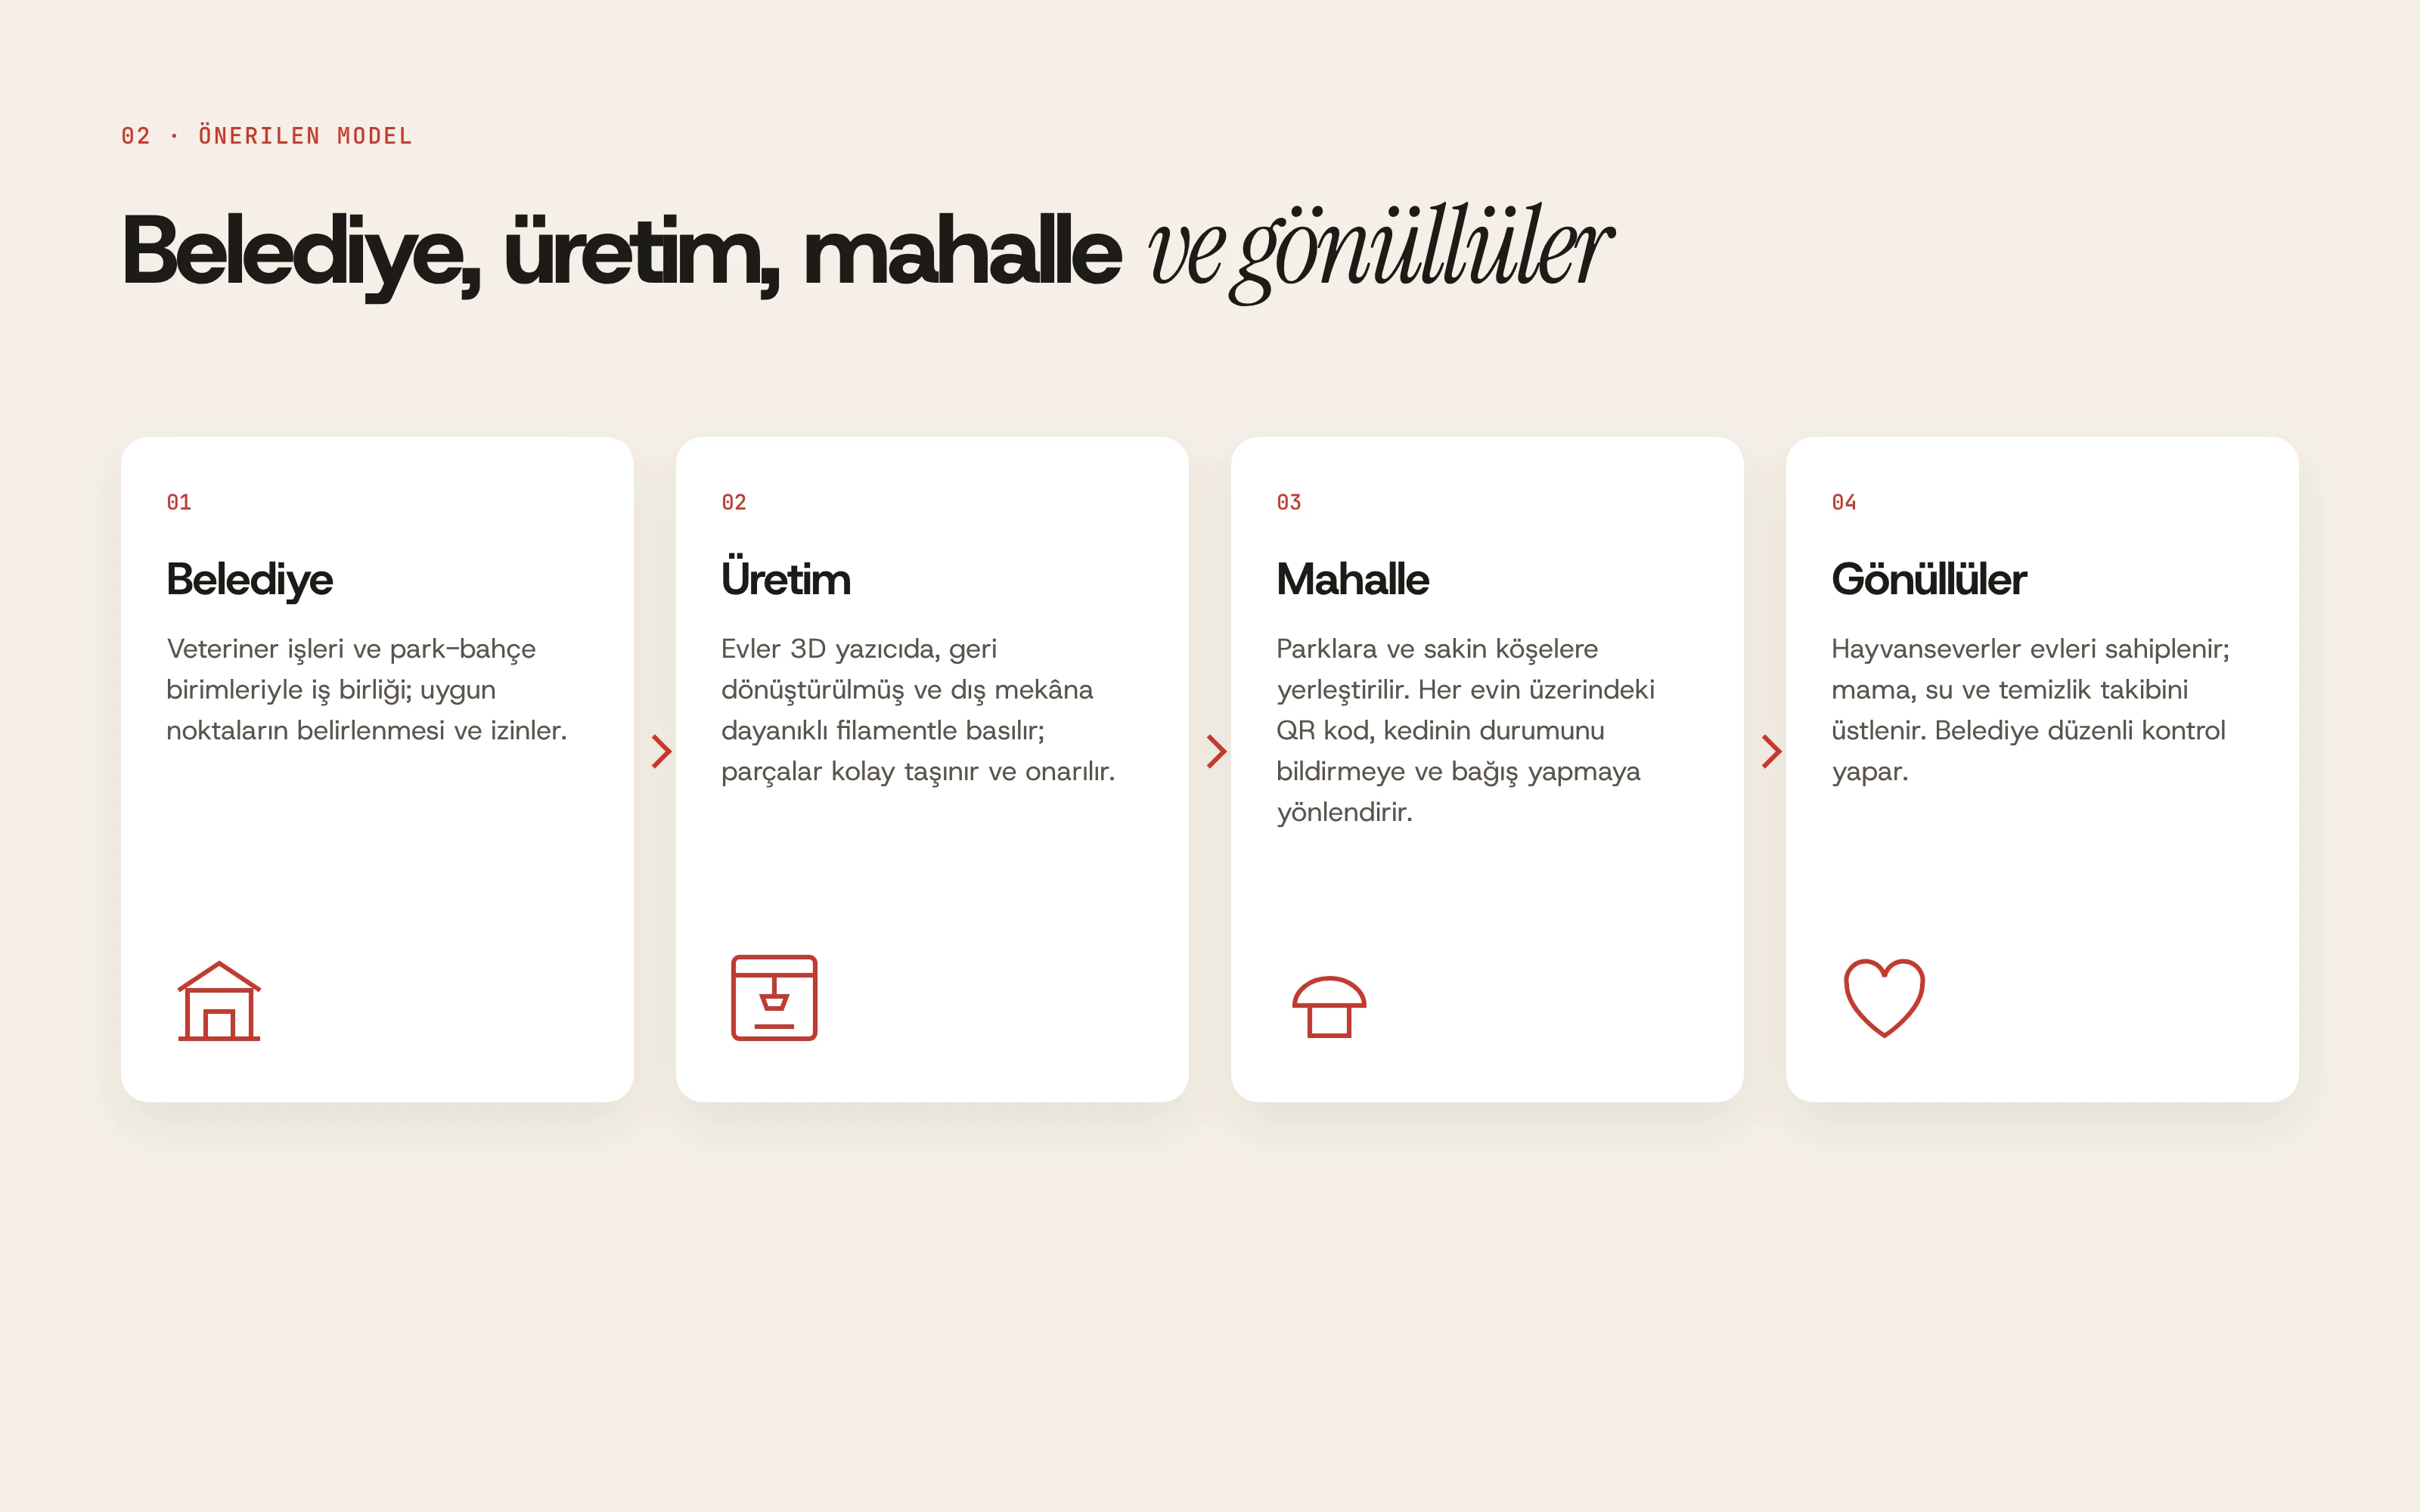 02 · ÖNERILEN MODEL
Belediye, üretim, mahalle ve gönüllüler
01
Belediye
Veteriner işleri ve park–bahçe
birimleriyle iş birliği; uygun
noktaların belirlenmesi ve izinler.
02
Üretim
Evler 3D yazıcıda, geri
dönüştürülmüş ve dış mekâna
dayanıklı filamentle basılır;
parçalar kolay taşınır ve onarılır.
03
Mahalle
Parklara ve sakin köşelere
yerleştirilir. Her evin üzerindeki
QR kod, kedinin durumunu
bildirmeye ve bağış yapmaya
yönlendirir.
04
Gönüllüler
Hayvanseverler evleri sahiplenir;
mama, su ve temizlik takibini
üstlenir. Belediye düzenli kontrol
yapar.